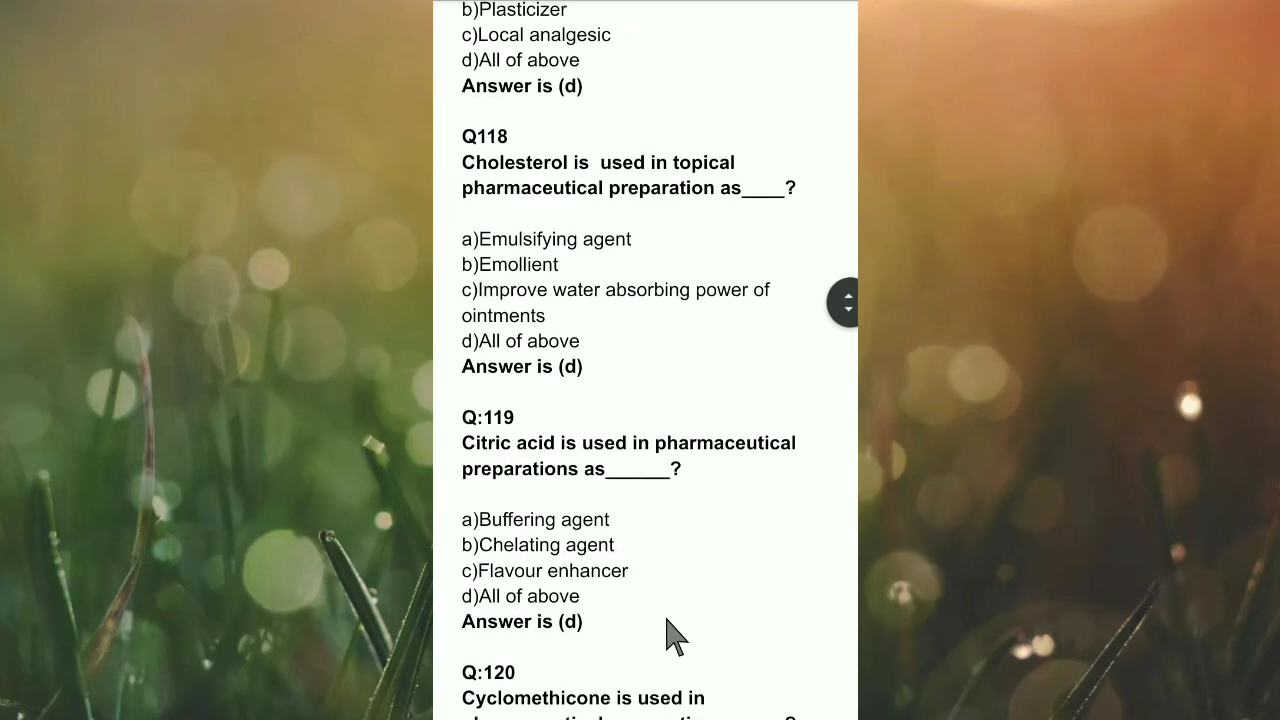 b)Plasticizer
c)Local analgesic
d)All of above
Answer is (d)
Q118
Cholesterol is  used in topical
pharmaceutical preparation as____?
a)Emulsifying agent
b)Emollient
c)Improve water absorbing power of
ointments
d)All of above
Answer is (d)
Q:119
Citric acid is used in pharmaceutical
preparations as______?
a)Buffering agent
b)Chelating agent
c)Flavour enhancer
d)All of above
Answer is (d)
Q:120
Cyclomethicone is used in